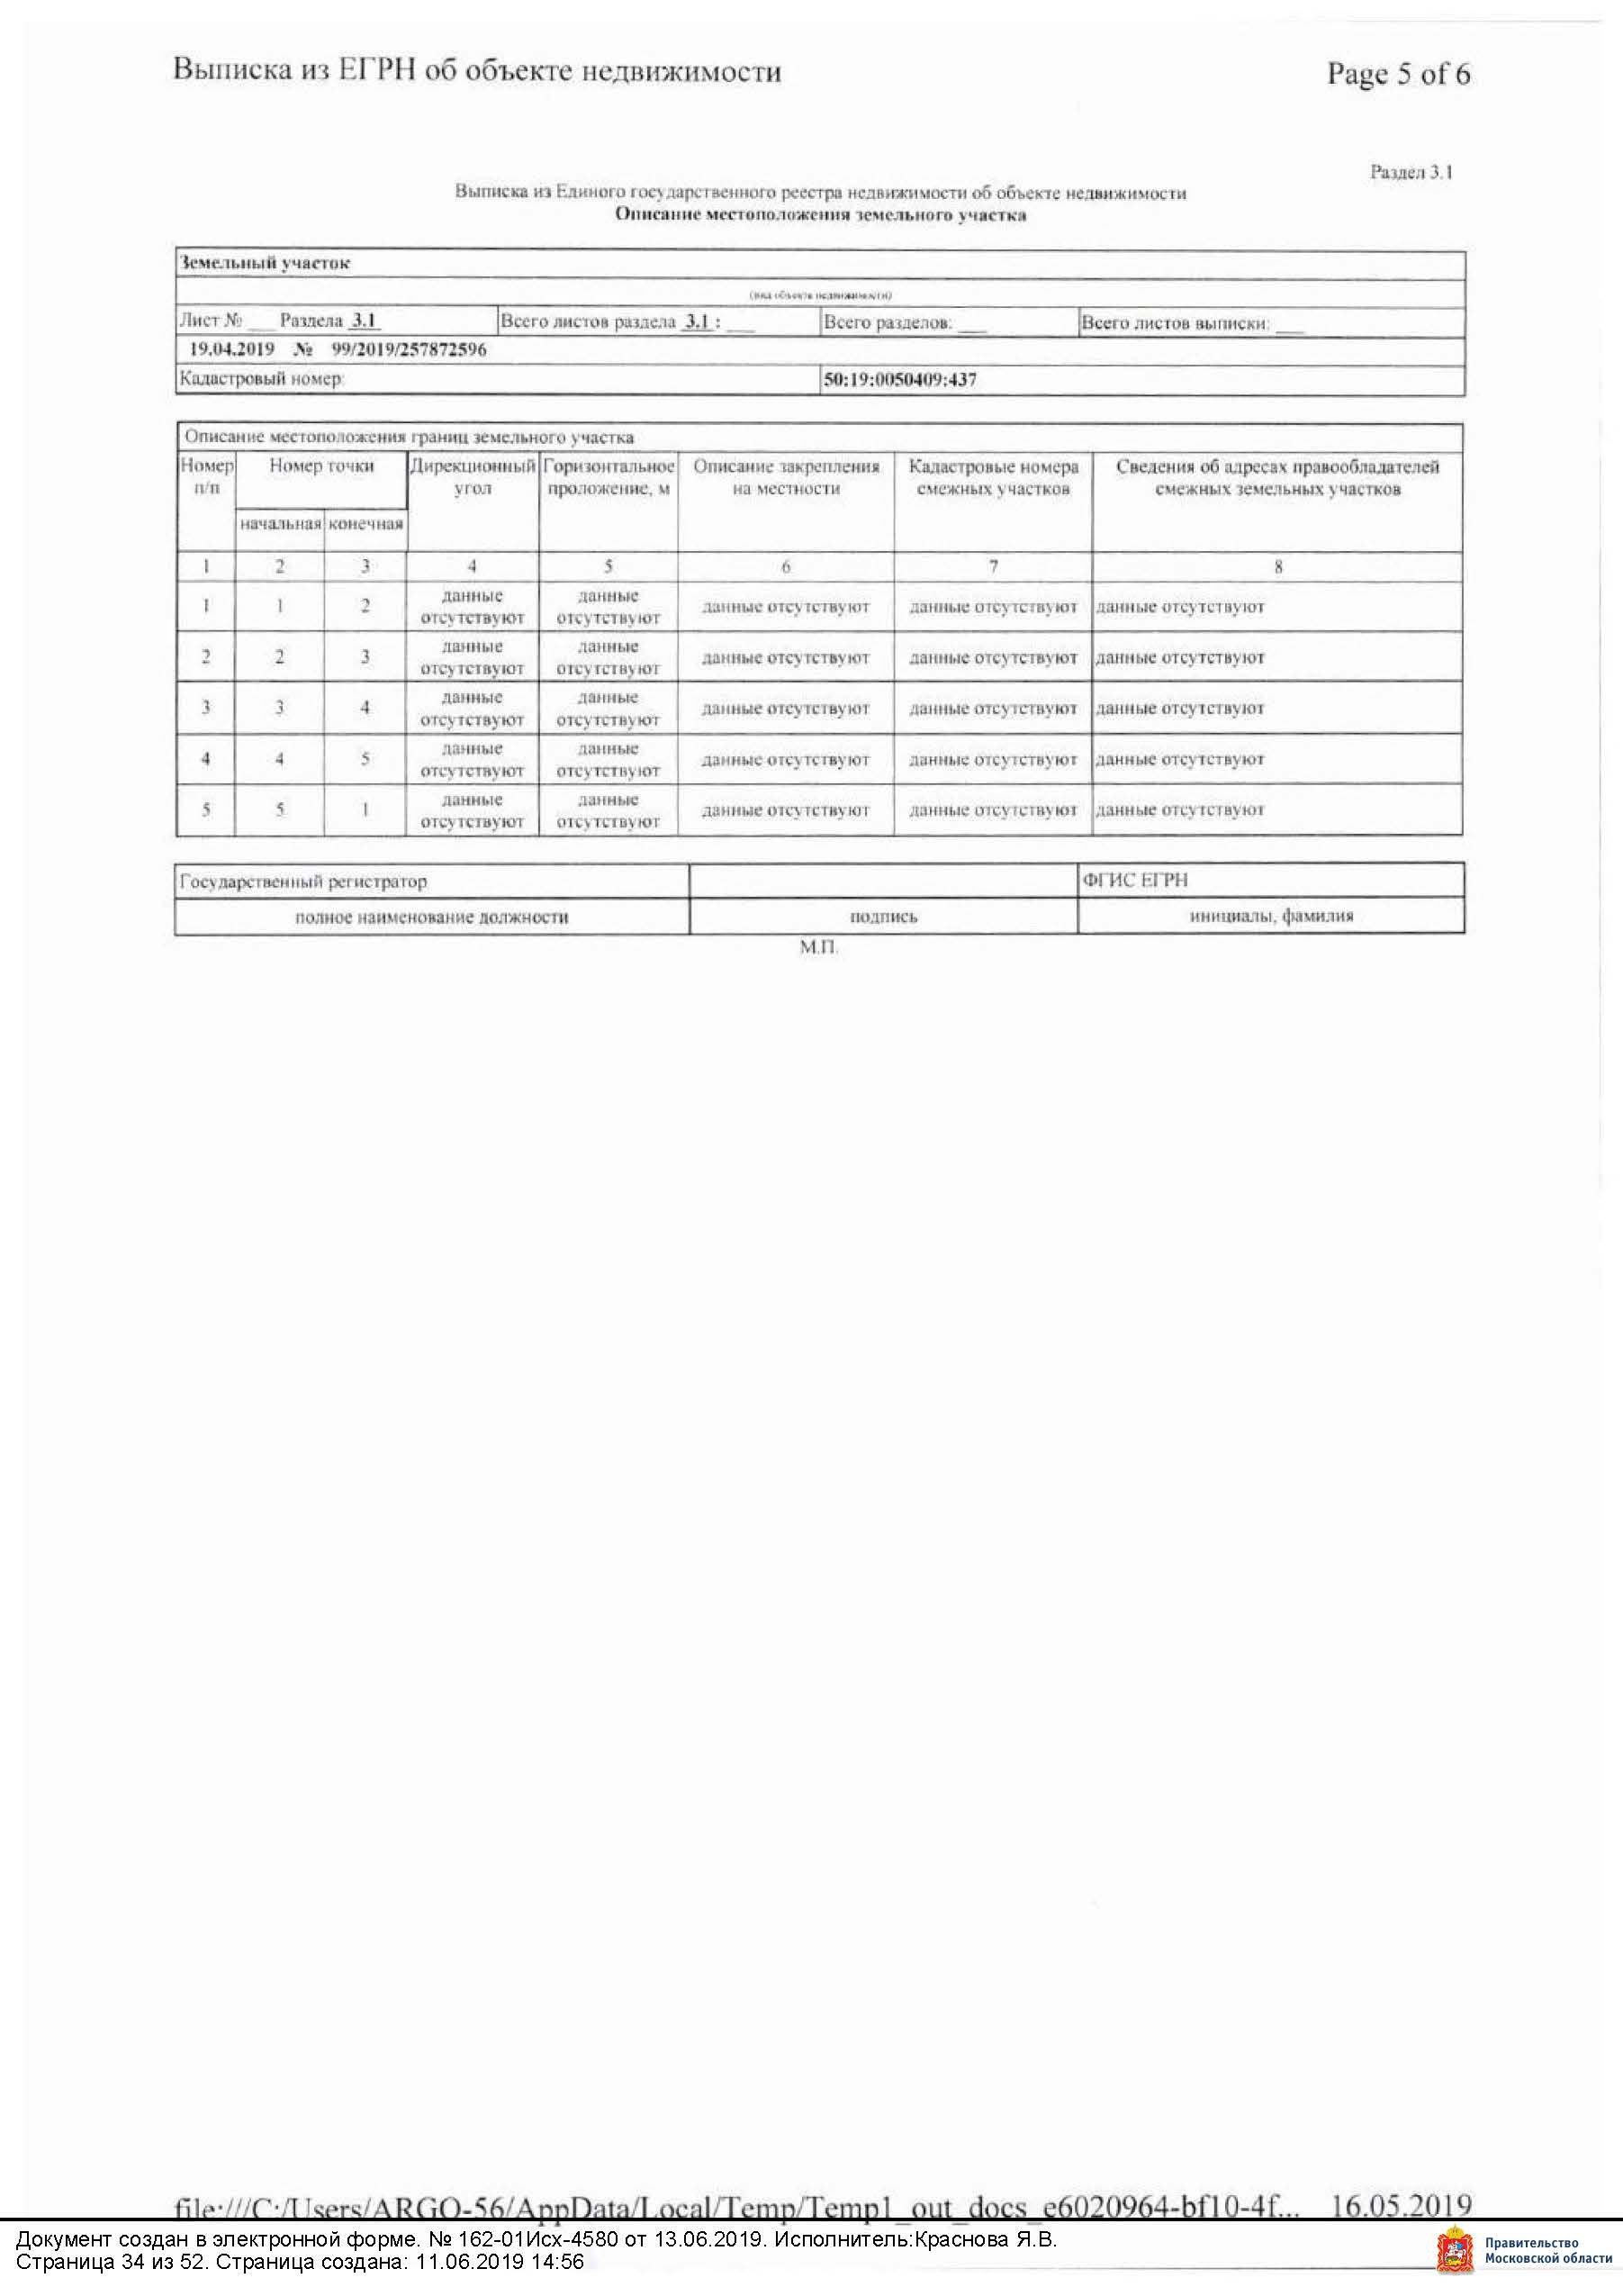 Выписка из ЕГРН об объекте недвижимости Page 5 of 6
Раздел 3.1
Выписка из Единого государственного реестра недвижимости об объекте недвижимости
Описание местоположения земельного участка
Земельный участок
(вид объекта недвижимости)
Лист № ___ Раздела 3.1 Всего листов раздела 3.1 : ___ Всего разделов: ___ Всего листов выписки: ___
19.04.2019 № 99/2019/257872596
Кадастровый номер: 50:19:0050409:437
Описание местоположения границ земельного участка
Номер Номер точки Дирекционный Горизонтальное Описание закрепления Кадастровые номера Сведения об адресах правообладателей
п/п угол проложение, м на местности смежных участков смежных земельных участков
начальная конечная
1 2 3 4 5 6 7 8
1 1 2 данные отсутствуют данные отсутствуют данные отсутствуют данные отсутствуют данные отсутствуют
2 2 3 данные отсутствуют данные отсутствуют данные отсутствуют данные отсутствуют данные отсутствуют
3 3 4 данные отсутствуют данные отсутствуют данные отсутствуют данные отсутствуют данные отсутствуют
4 4 5 данные отсутствуют данные отсутствуют данные отсутствуют данные отсутствуют данные отсутствуют
5 5 1 данные отсутствуют данные отсутствуют данные отсутствуют данные отсутствуют данные отсутствуют
Государственный регистратор ФГИС ЕГРН
полное наименование должности подпись инициалы, фамилия
М.П.
file:///C:/Users/ARGO-56/AppData/Local/Temp/Temp1_out_docs_e6020964-bf10-4f... 16.05.2019
Документ создан в электронной форме. № 162-01Исх-4580 от 13.06.2019. Исполнитель:Краснова Я.В.
Страница 34 из 52. Страница создана: 11.06.2019 14:56
Правительство
Московской области